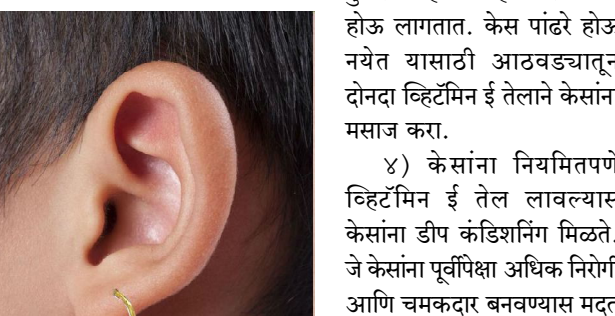 होऊ लागतात. केस पांढरे होऊ
नयेत यासाठी आठवड्यातून
दोनदा व्हिटॅमिन ई तेलाने केसांना
मसाज करा.
४) केसांना नियमितपणे
व्हिटॅमिन ई तेल लावल्यास
केसांना डीप कंडिशनिंग मिळते.
जे केसांना पूर्वीपेक्षा अधिक निरोगी
आणि चमकदार बनवण्यास मदत